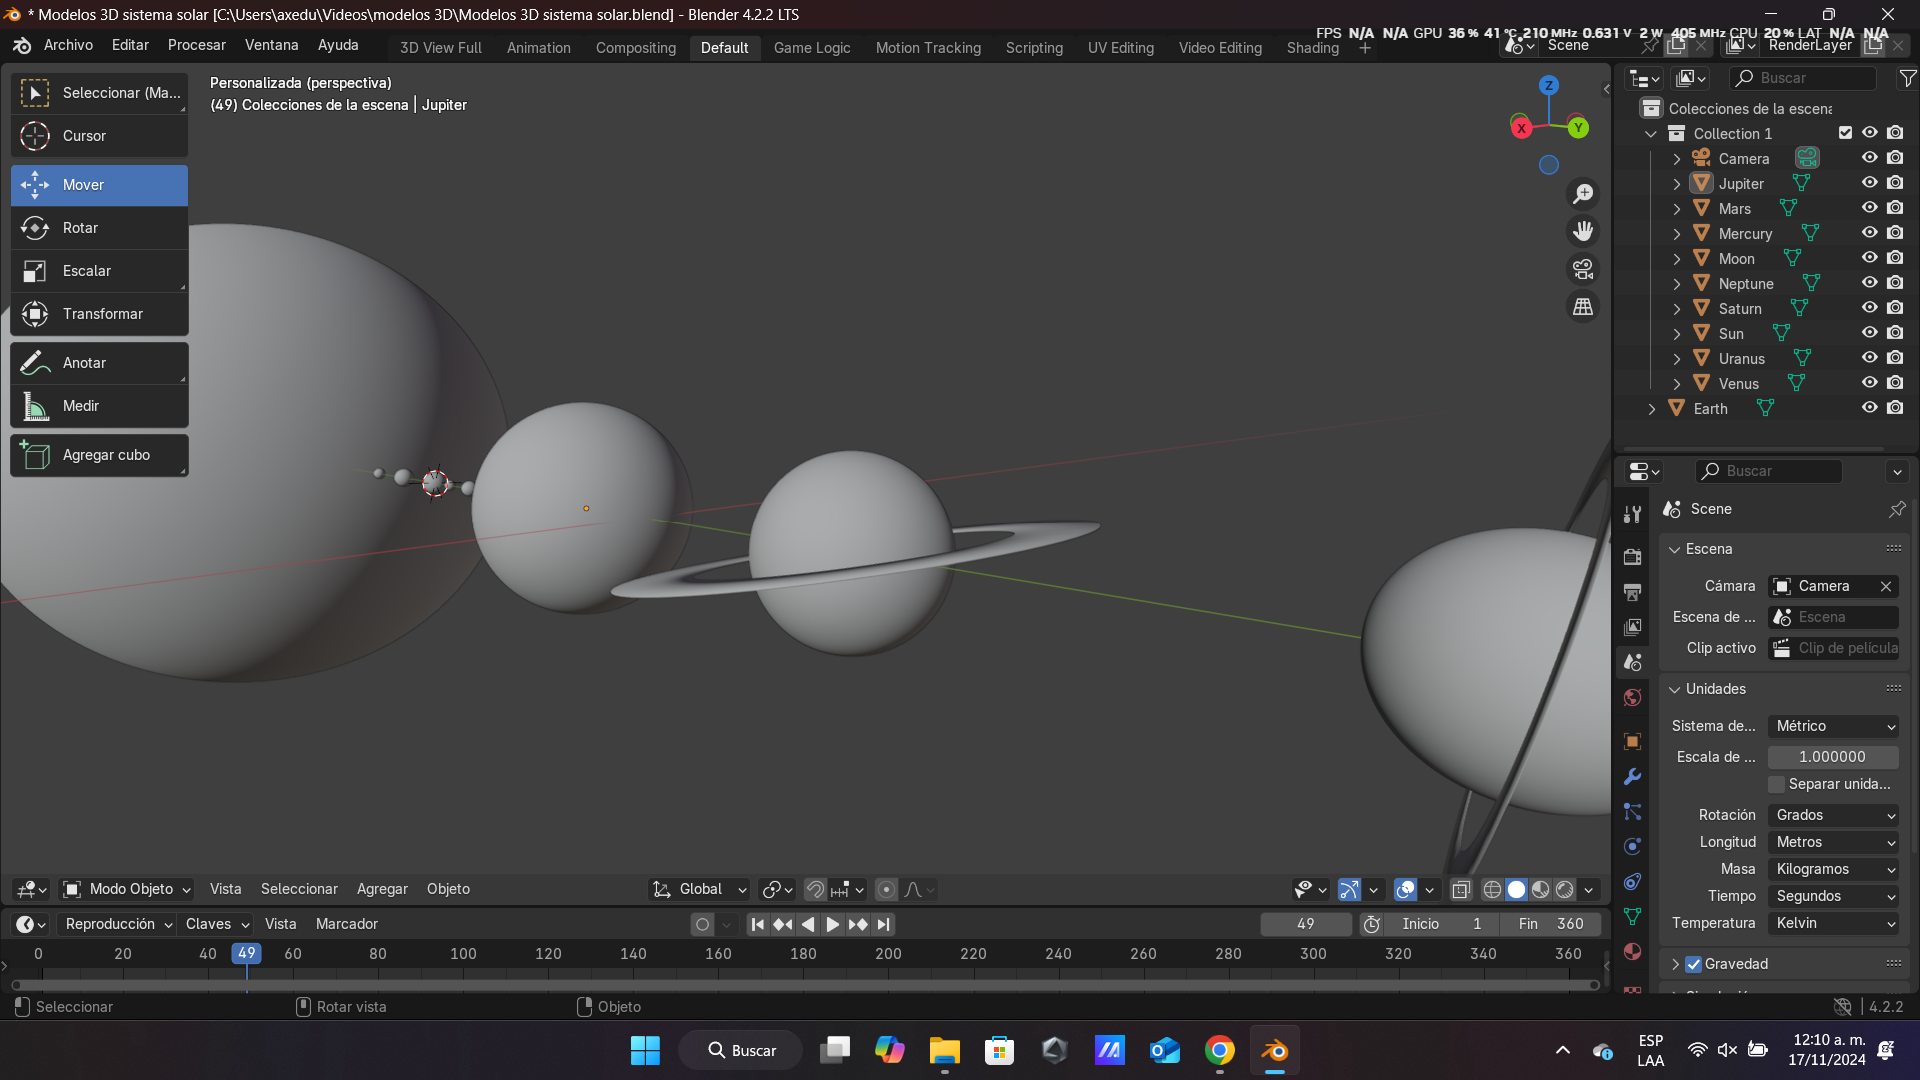 * Modelos 3D sistema solar [C:\Users\axedu\Videos\modelos 3D\Modelos 3D sistema solar.blend] - Blender 4.2.2 LTS
FPS N/A N/A GPU 36 % 41 °C 210 MHz 0.631 V 2 W 405 MHz CPU 20 % LAT N/A N/A
Archivo Editar Procesar Ventana Ayuda 3D View Full Animation Compositing Default Game Logic Motion Tracking Scripting UV Editing Video Editing Shading + Scene RenderLayer
Seleccionar (Ma...
Cursor
Mover
Rotar
Escalar
Transformar
Anotar
Medir
Agregar cubo
Personalizada (perspectiva)
(49) Colecciones de la escena | Jupiter
Z
X
Y
Buscar
Colecciones de la escena
Collection 1
Camera
Jupiter
Mars
Mercury
Moon
Neptune
Saturn
Sun
Uranus
Venus
Earth
Buscar
Scene
Escena
Cámara Camera
Escena de ... Escena
Clip activo Clip de película
Unidades
Sistema de... Métrico
Escala de ... 1.000000
Separar unida...
Rotación Grados
Longitud Metros
Masa Kilogramos
Tiempo Segundos
Temperatura Kelvin
Gravedad
Modo Objeto Vista Seleccionar Agregar Objeto Global
Reproducción Claves Vista Marcador 49 Inicio 1 Fin 360
0 20 40 49 60 80 100 120 140 160 180 200 220 240 260 280 300 320 340 360
Seleccionar Rotar vista Objeto 4.2.2
Buscar
ESP
LAA
12:10 a. m.
17/11/2024